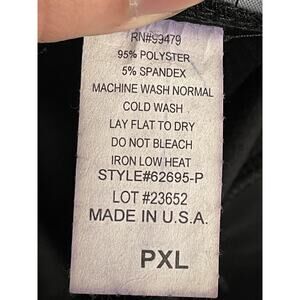 RN#99479
95% POLYSTER
5% SPANDEX
MACHINE WASH NORMAL
COLD WASH
LAY FLAT TO DRY
DO NOT BLEACH
IRON LOW HEAT
STYLE#62695-P
LOT #23652
MADE IN U.S.A.
PXL